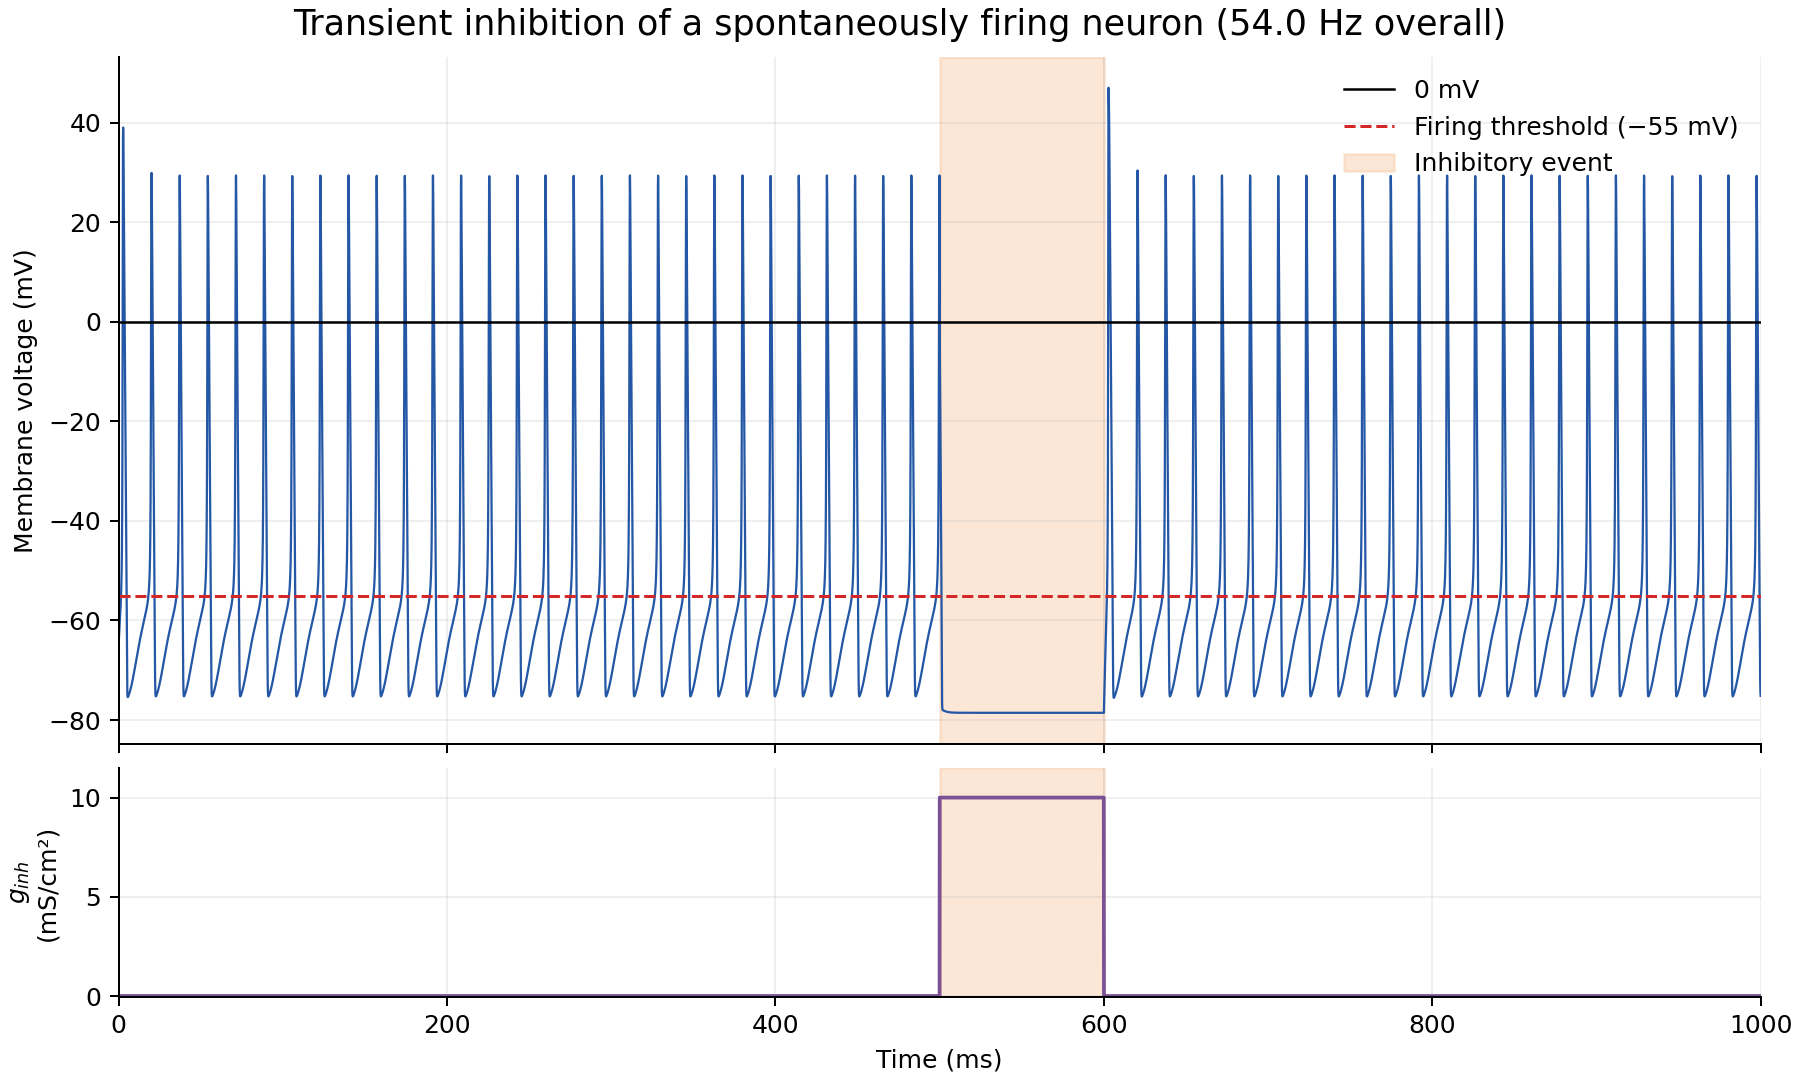 Transient inhibition of a spontaneously firing neuron (54.0 Hz overall)
Membrane voltage (mV)
40
20
0
−20
−40
−60
−80
0 mV
Firing threshold (−55 mV)
Inhibitory event
g_inh
(mS/cm²)
10
5
0
0 200 400 600 800 1000
Time (ms)